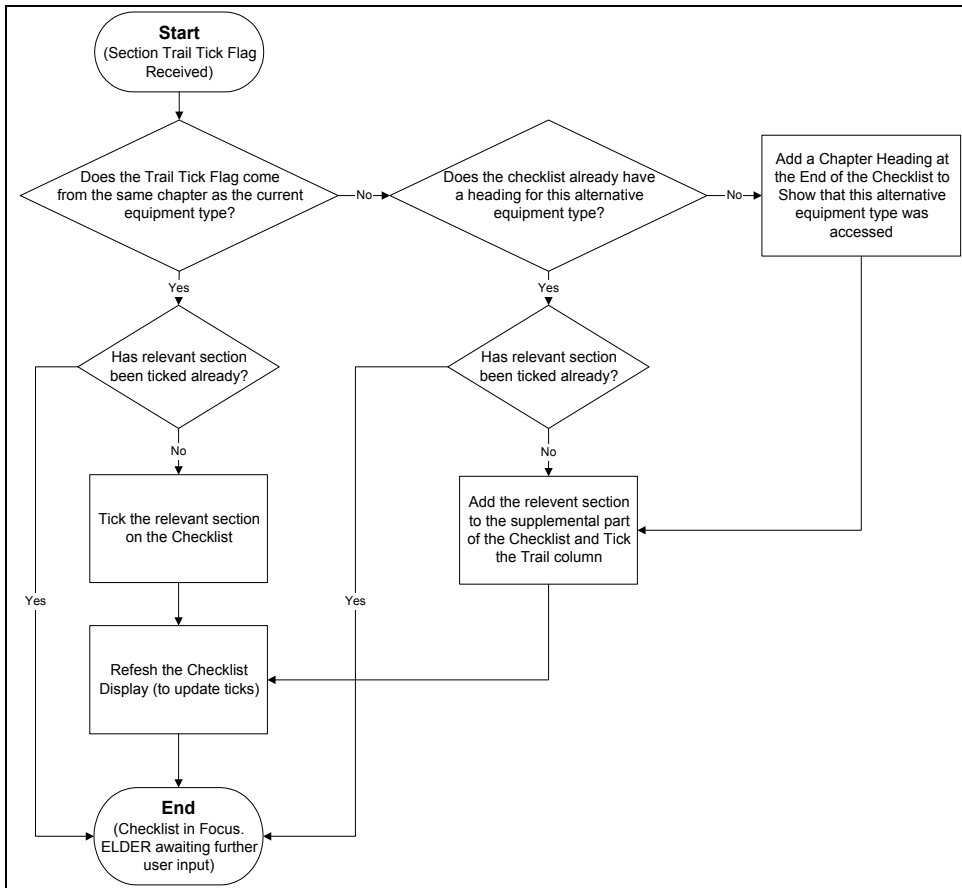 Start
(Section Trail Tick Flag
Received)
Does the Trail Tick Flag come
from the same chapter as the current
equipment type?
No
Does the checklist already have
a heading for this alternative
equipment type?
No
Add a Chapter Heading at
the End of the Checklist to
Show that this alternative
equipment type was
accessed
Yes
Yes
Has relevant section
been ticked already?
Has relevant section
been ticked already?
No
No
Tick the relevant section
on the Checklist
Add the relevent section
to the supplemental part
of the Checklist and Tick
the Trail column
Yes
Yes
Refesh the Checklist
Display (to update ticks)
End
(Checklist in Focus.
ELDER awaiting further
user input)